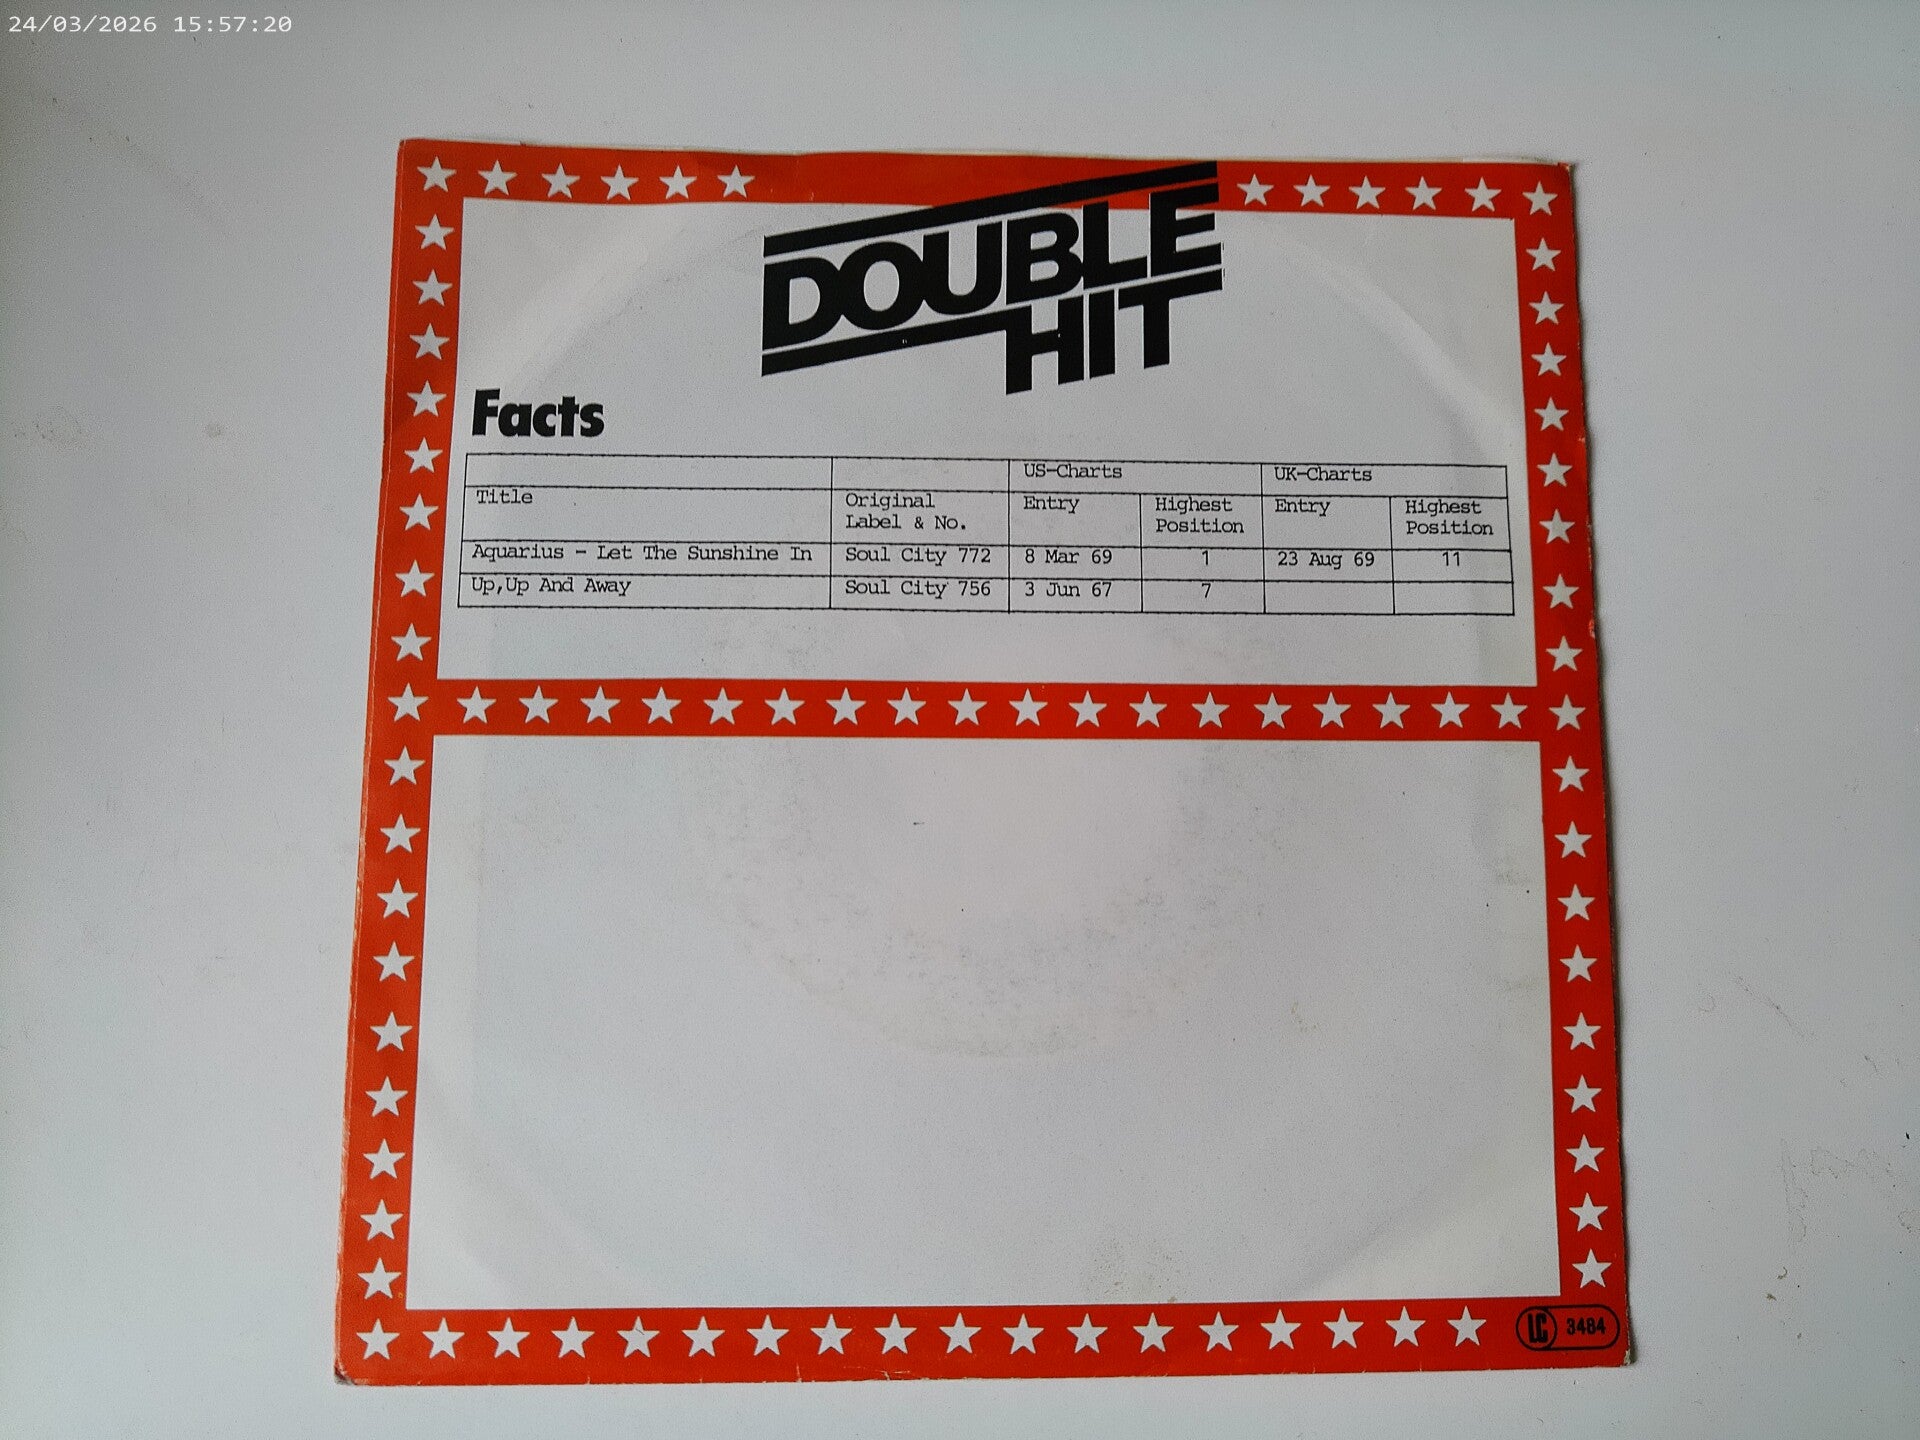 24/03/2026 15:57:20
DOUBLE
HIT
Facts
US-Charts UK-Charts
Title Original Label & No. Entry Highest Position Entry Highest Position
Aquarius - Let The Sunshine In Soul City 772 8 Mar 69 1 23 Aug 69 11
Up,Up And Away Soul City 756 3 Jun 67 7
LC 3484